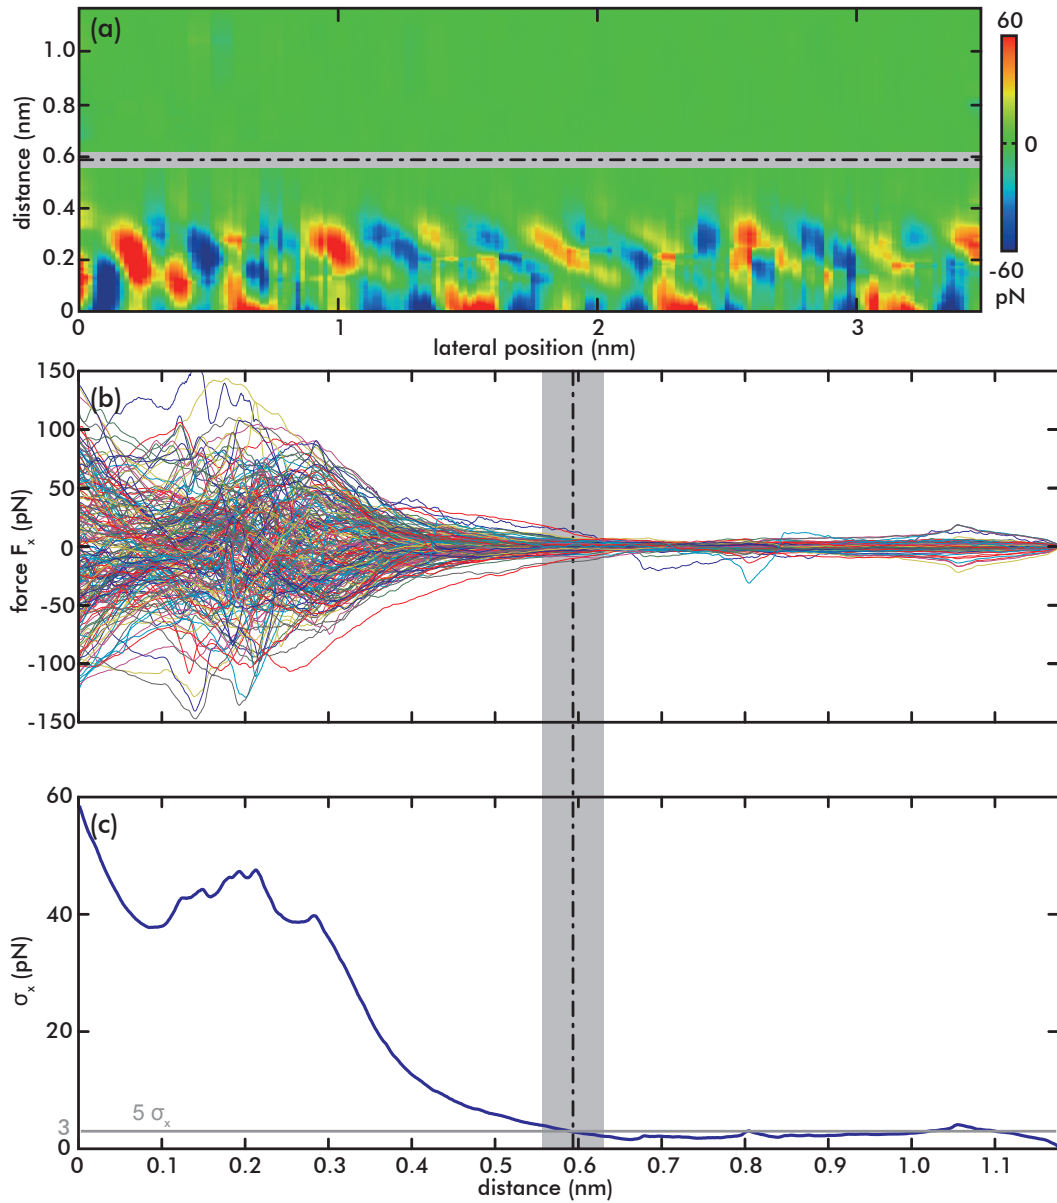 (a)
60
0
-60
pN
distance (nm)
1.0
0.8
0.6
0.4
0.2
0
0 1 2 3
lateral position (nm)
(b)
force Fx (pN)
150
100
50
0
-50
-100
-150
(c)
σx (pN)
60
40
20
3
0
5 σx
0 0.1 0.2 0.3 0.4 0.5 0.6 0.7 0.8 0.9 1.0 1.1
distance (nm)